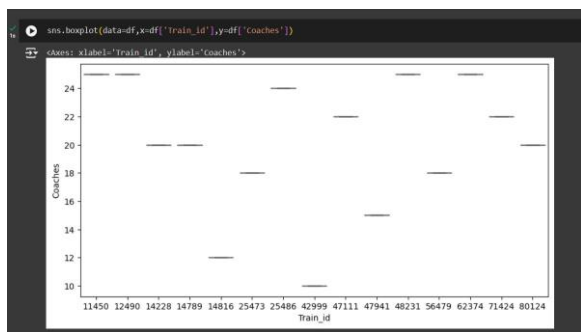 1s
sns.boxplot(data=df,x=df['Train_id'],y=df['Coaches'])
<Axes: xlabel='Train_id', ylabel='Coaches'>
24
22
20
18
16
14
12
10
Coaches
11450 12490 14228 14789 14816 25473 25486 42999 47111 47941 48231 56479 62374 71424 80124
Train_id